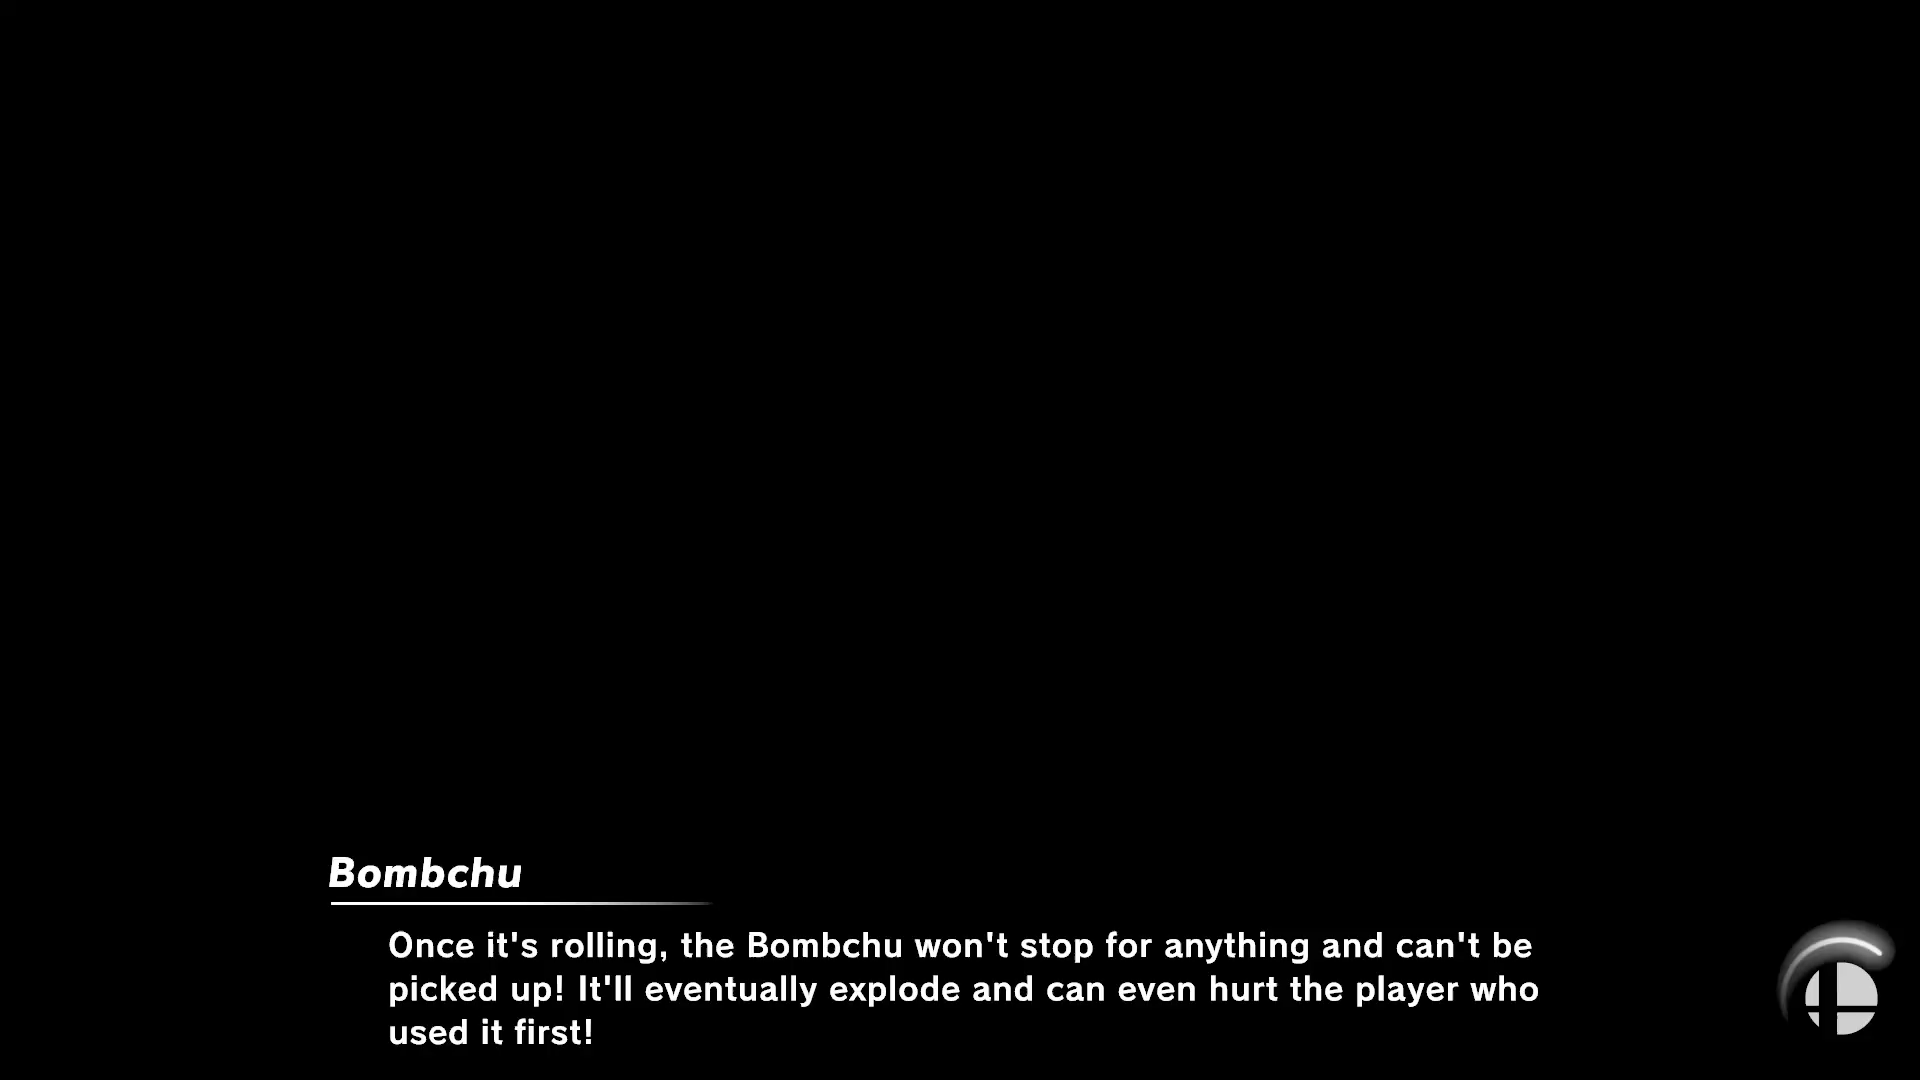 Bombchu
Once it's rolling, the Bombchu won't stop for anything and can't be
picked up! It'll eventually explode and can even hurt the player who
used it first!